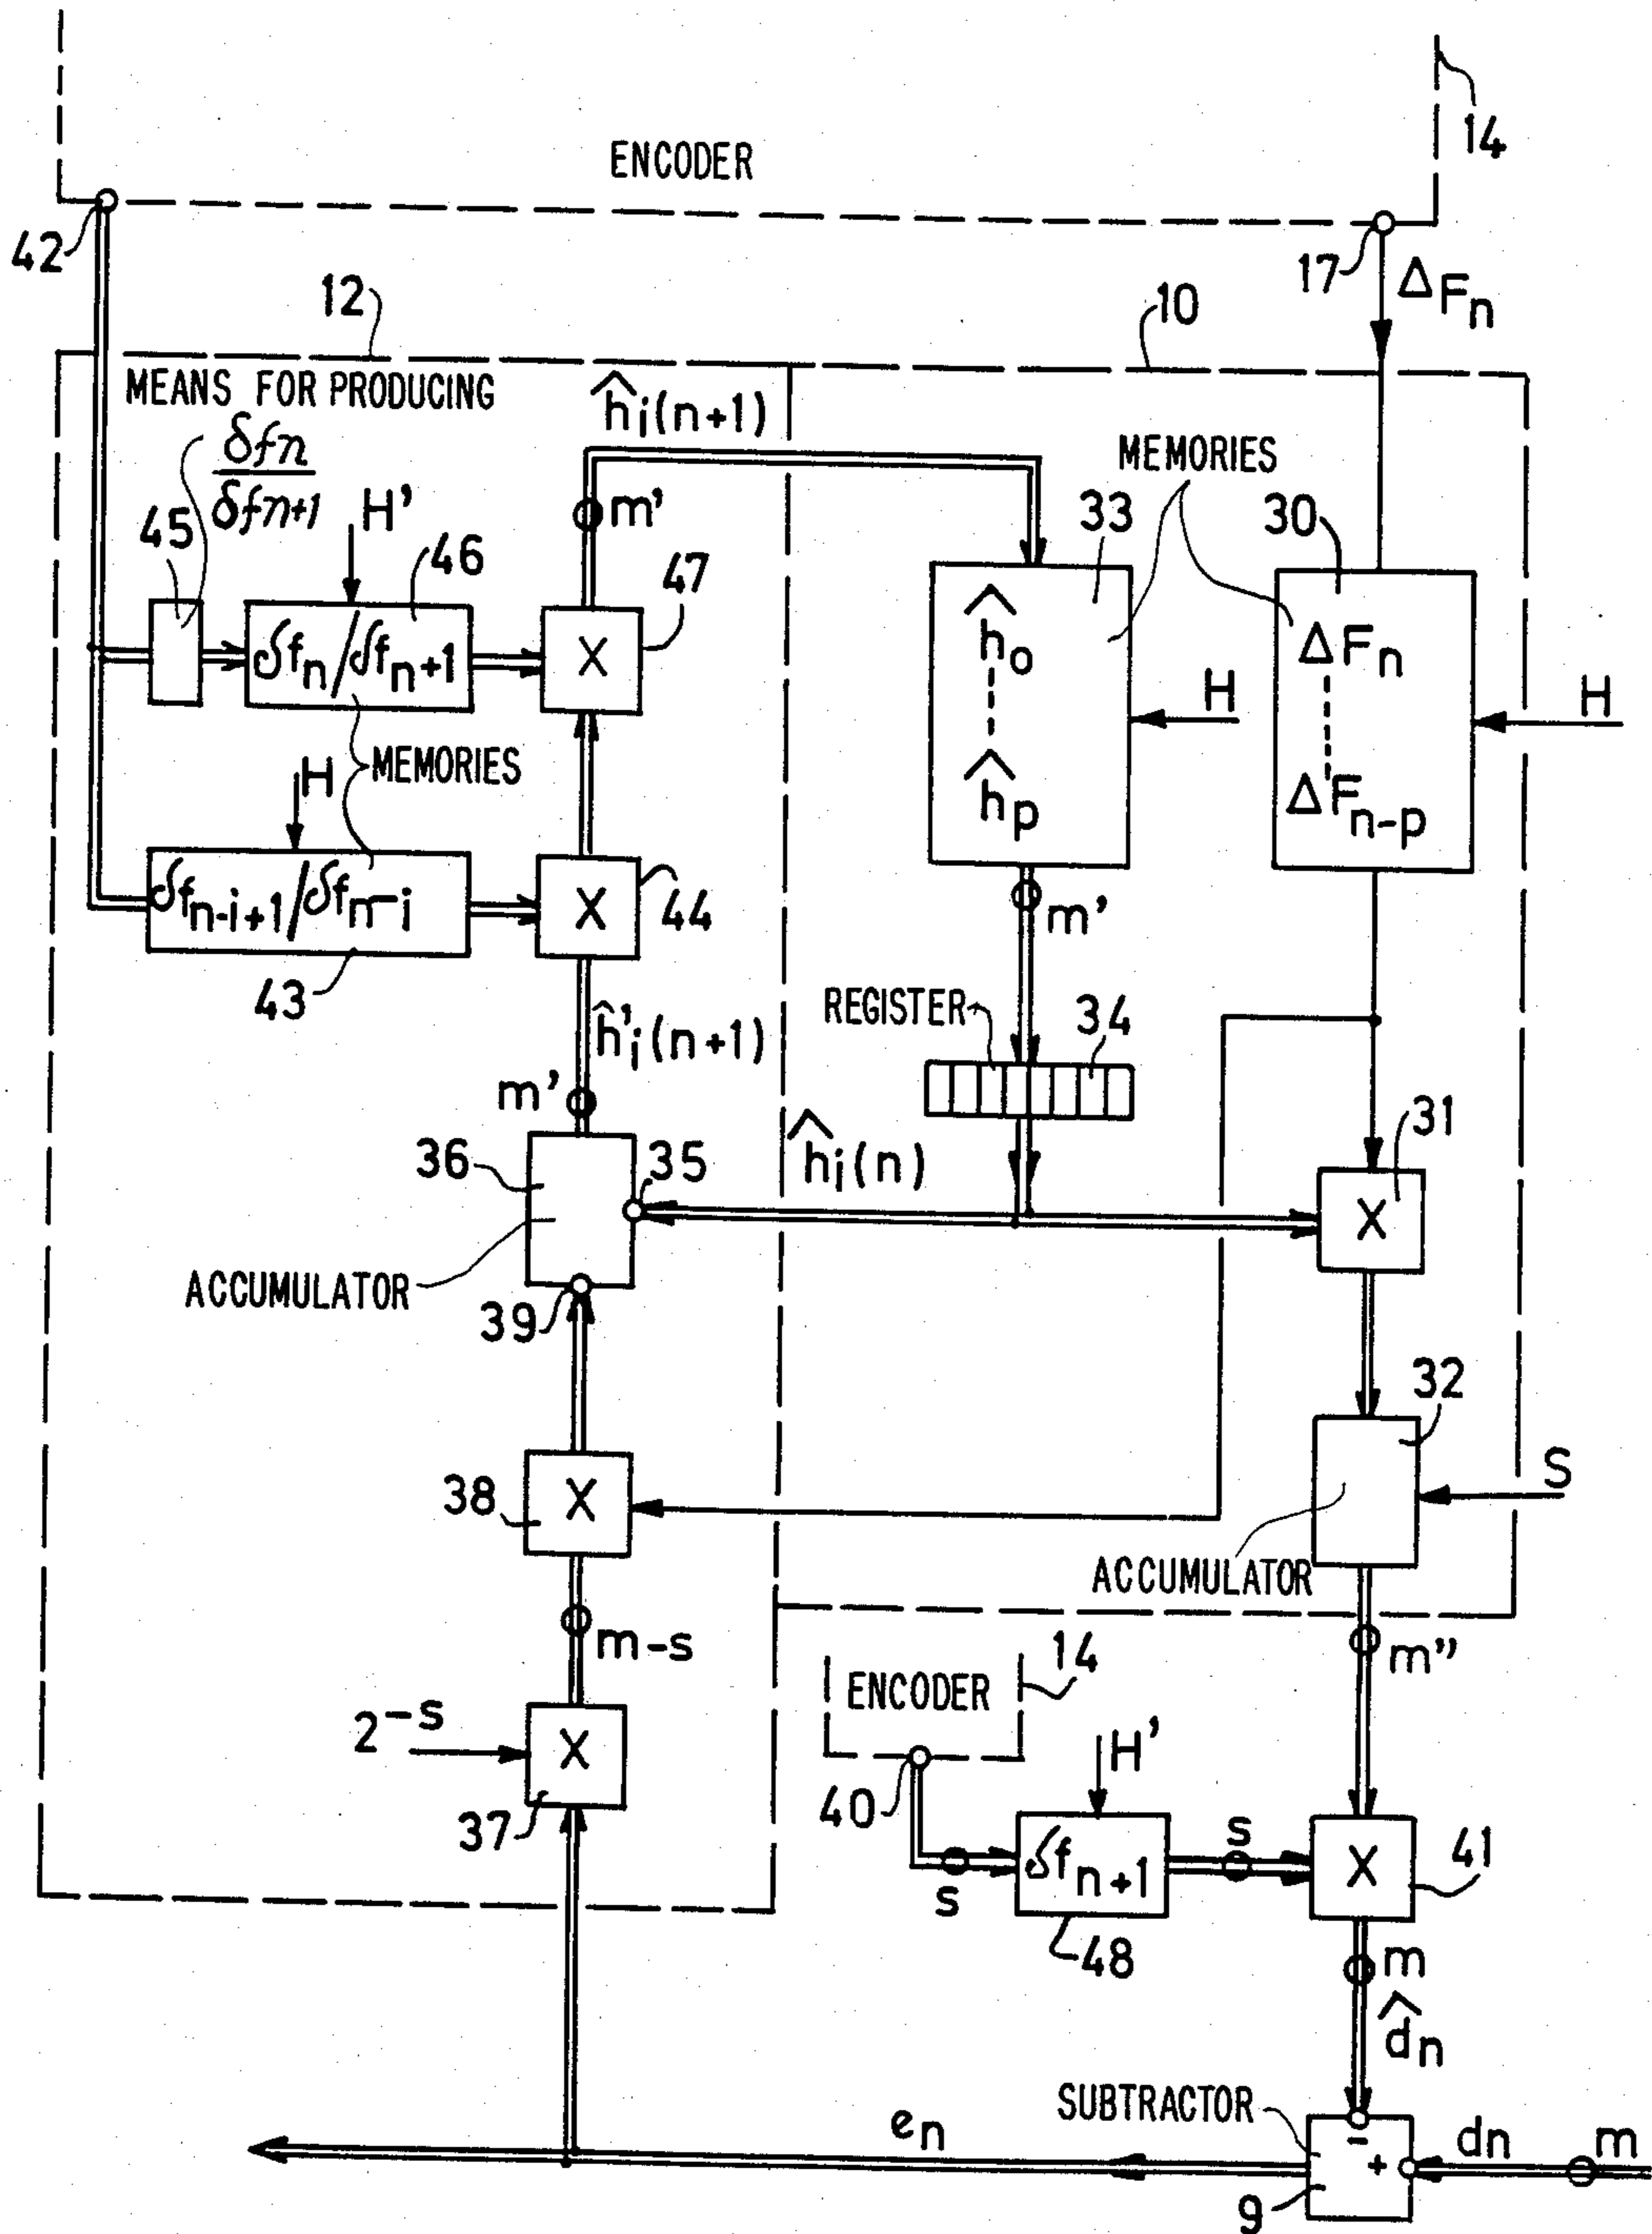 14
ENCODER
42
17
Δ Fn
12
10
MEANS FOR PRODUCING
δfn
δfn+1
ĥi(n+1)
MEMORIES
45
H'
46
m'
47
33
30
δfn/δfn+1
X
ĥo
ĥp
Δ Fn
Δ Fn-p
H
H
MEMORIES
H
δfn-i+1/δfn-i
X
44
43
m'
REGISTER
34
ĥ'i(n+1)
m'
36
35
ĥi(n)
31
X
ACCUMULATOR
39
32
38
X
S
ACCUMULATOR
m-s
ENCODER
14
m"
2-s
X
37
40
H'
s
δfn+1
s
X
41
48
m
d̂n
SUBTRACTOR
en
-
+
dn
m
9